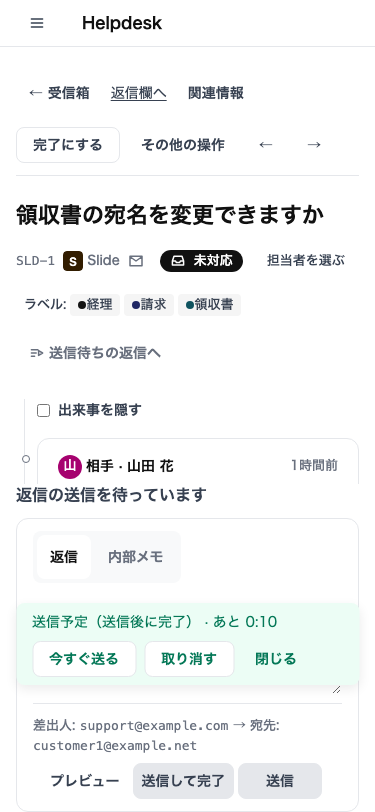 Helpdesk
← 受信箱 返信欄へ 関連情報
完了にする その他の操作 ← →
領収書の宛名を変更できますか
SLD-1 S Slide 未対応 担当者を選ぶ
ラベル: 経理 請求 領収書
送信待ちの返信へ
出来事を隠す
山 相手 · 山田 花 1時間前
返信の送信を待っています
返信 内部メモ
送信予定（送信後に完了） · あと 0:10
今すぐ送る 取り消す 閉じる
差出人: support@example.com → 宛先:
customer1@example.net
プレビュー 送信して完了 送信